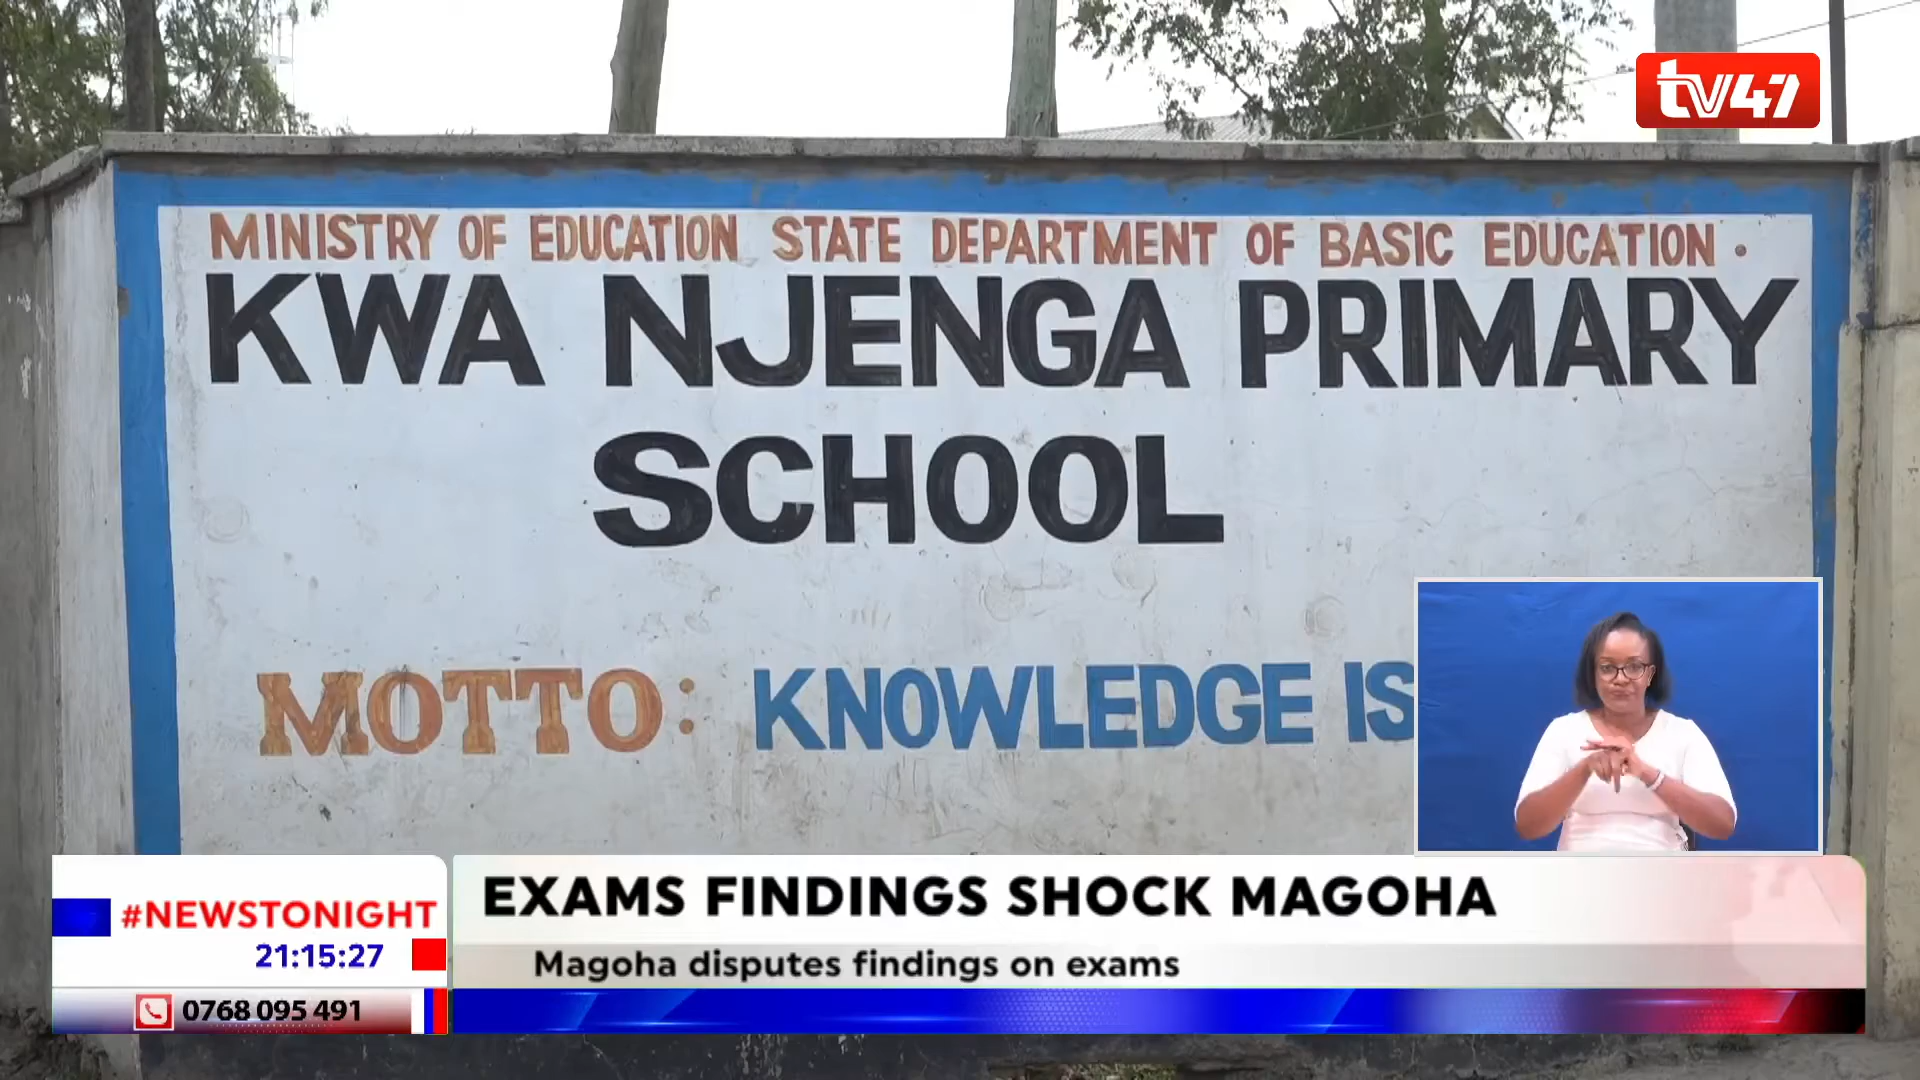 tv47
MINISTRY OF EDUCATION STATE DEPARTMENT OF BASIC EDUCATION.
KWA NJENGA PRIMARY
SCHOOL
MOTTO: KNOWLEDGE IS
EXAMS FINDINGS SHOCK MAGOHA
Magoha disputes findings on exams
#NEWSTONIGHT
21:15:27
0768 095 491